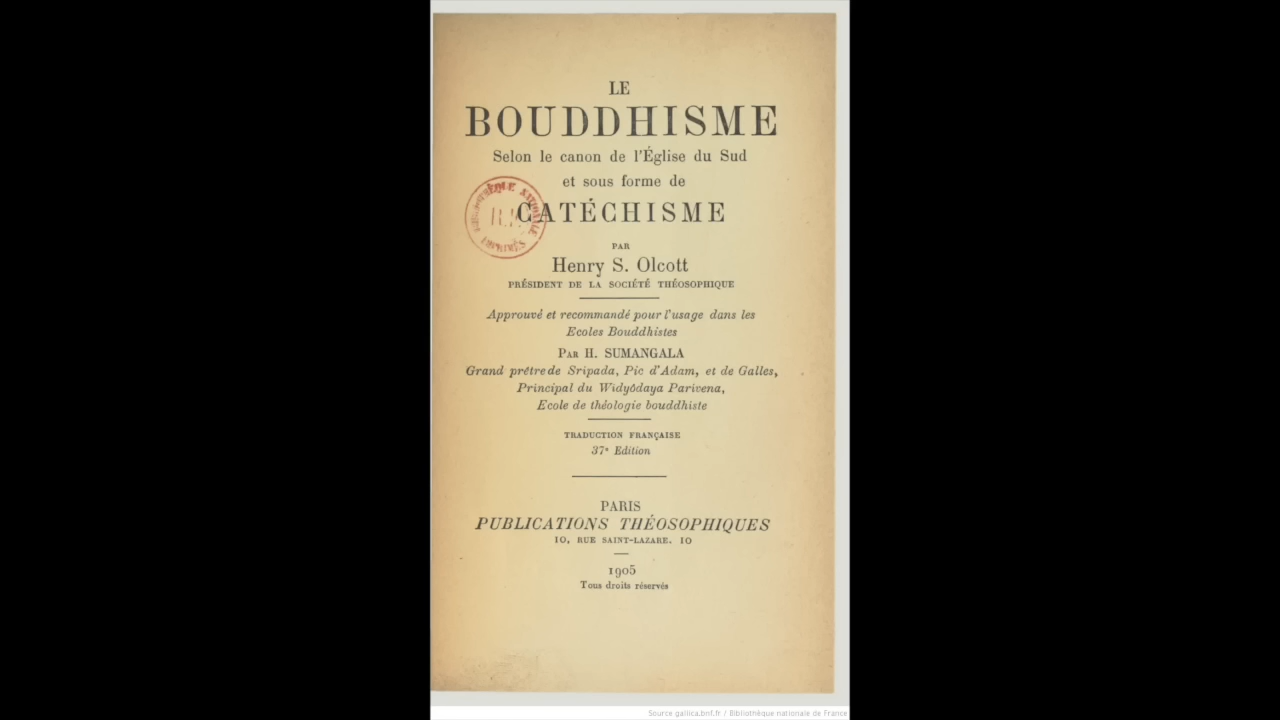 LE
BOUDDHISME
Selon le canon de l'Église du Sud
et sous forme de
CATÉCHISME
PAR
Henry S. Olcott
PRÉSIDENT DE LA SOCIÉTÉ THÉOSOPHIQUE
Approuvé et recommandé pour l'usage dans les
Ecoles Bouddhistes
PAR H. SUMANGALA
Grand prêtre de Sripada, Pic d'Adam, et de Galles,
Principal du Widyôdaya Parivena,
Ecole de théologie bouddhiste
TRADUCTION FRANÇAISE
37e Edition
PARIS
PUBLICATIONS THÉOSOPHIQUES
10, RUE SAINT-LAZARE, 10
1905
Tous droits réservés
Source gallica.bnf.fr / Bibliothèque nationale de France